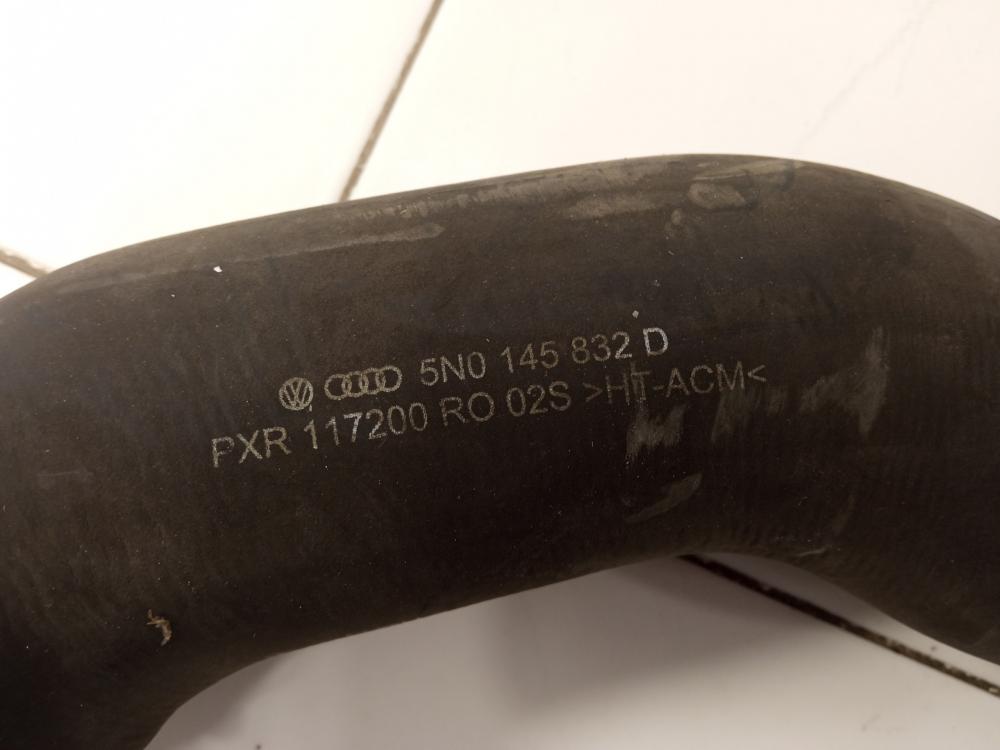 5N0 145 832 D
PXR 117200 RO 02S >HT-ACM<